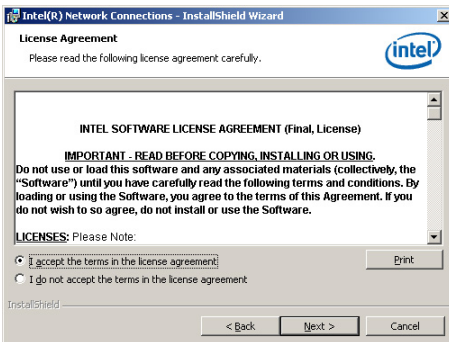 Intel(R) Network Connections - InstallShield Wizard
License Agreement
Please read the following license agreement carefully.
intel
INTEL SOFTWARE LICENSE AGREEMENT (Final, License)
IMPORTANT - READ BEFORE COPYING, INSTALLING OR USING.
Do not use or load this software and any associated materials (collectively, the
“Software”) until you have carefully read the following terms and conditions. By
loading or using the Software, you agree to the terms of this Agreement. If you
do not wish to so agree, do not install or use the Software.
LICENSES: Please Note:
I accept the terms in the license agreement
Print
I do not accept the terms in the license agreement
InstallShield
< Back
Next >
Cancel